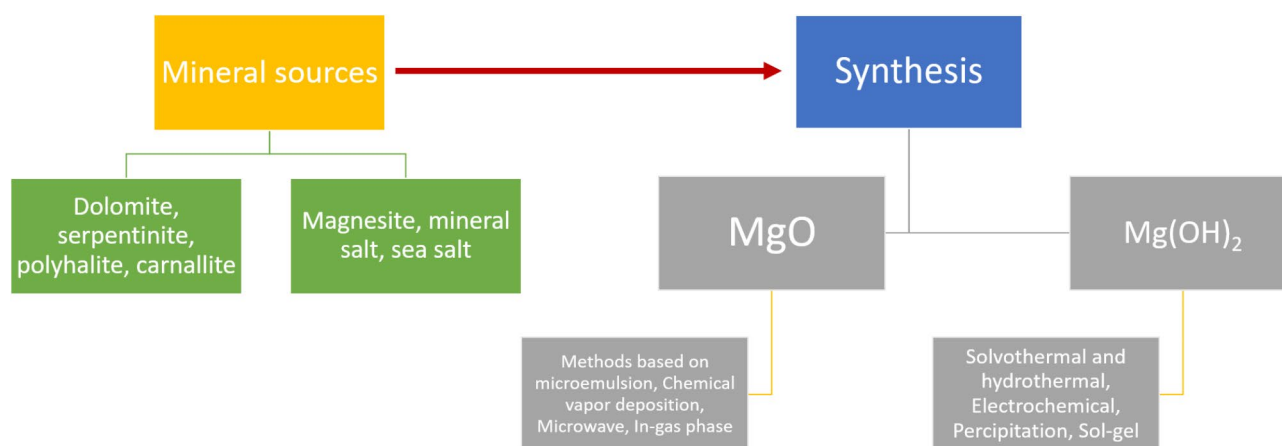 Mineral sources
Synthesis
Dolomite,
serpentinite,
polyhalite, carnallite
Magnesite, mineral
salt, sea salt
MgO
Mg(OH)₂
Methods based on
microemulsion, Chemical
vapor deposition,
Microwave, In-gas phase
Solvothermal and
hydrothermal,
Electrochemical,
Percipitation, Sol-gel